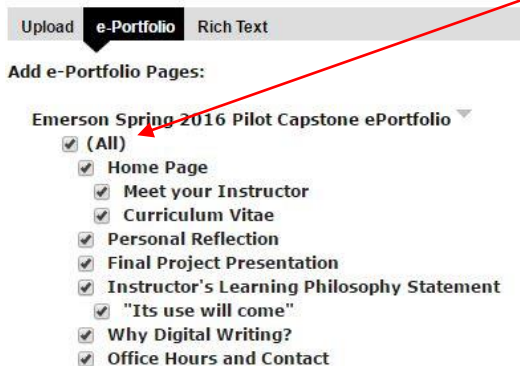 Upload e-Portfolio Rich Text
Add e-Portfolio Pages:
Emerson Spring 2016 Pilot Capstone ePortfolio
(All)
Home Page
Meet your Instructor
Curriculum Vitae
Personal Reflection
Final Project Presentation
Instructor's Learning Philosophy Statement
"Its use will come"
Why Digital Writing?
Office Hours and Contact